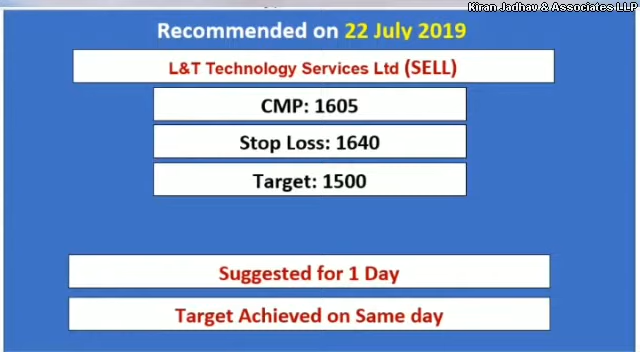 Kiran Jadhav & Associates LLP
Recommended on 22 July 2019
L&T Technology Services Ltd (SELL)
CMP: 1605
Stop Loss: 1640
Target: 1500
Suggested for 1 Day
Target Achieved on Same day